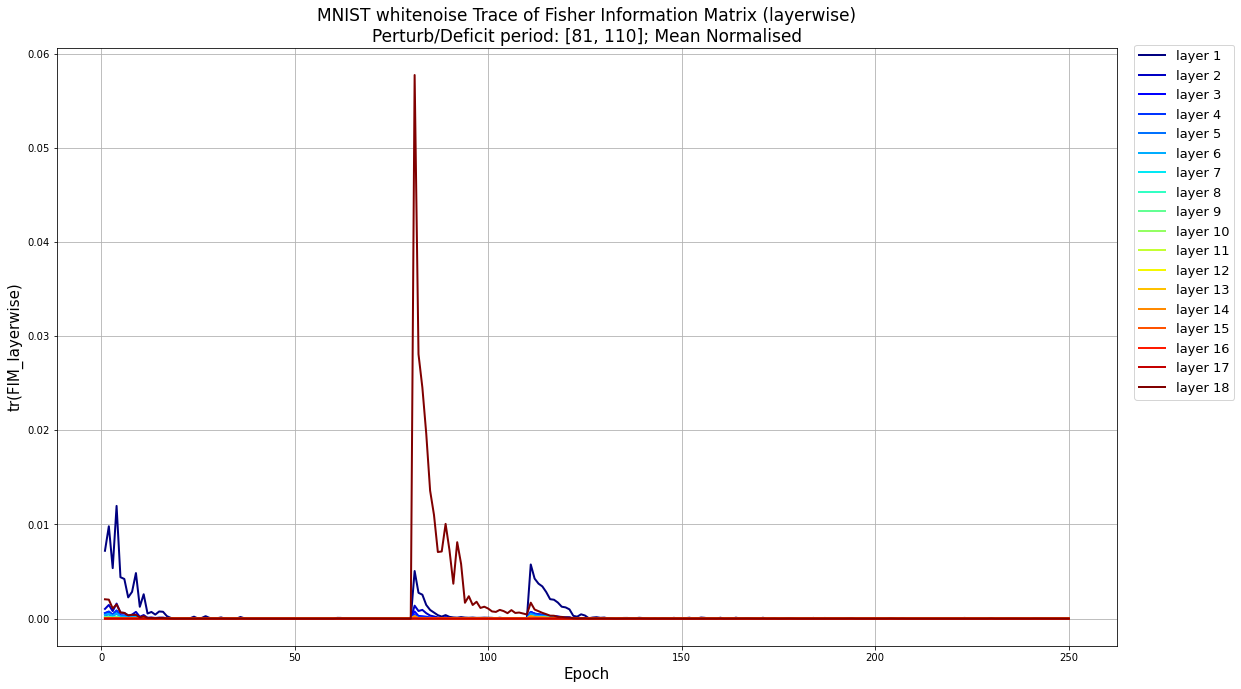 MNIST whitenoise Trace of Fisher Information Matrix (layerwise)
Perturb/Deficit period: [81, 110]; Mean Normalised
0.06
0.05
0.04
0.03
0.02
0.01
0.00
tr(FIM_layerwise)
0
50
100
150
200
250
Epoch
layer 1
layer 2
layer 3
layer 4
layer 5
layer 6
layer 7
layer 8
layer 9
layer 10
layer 11
layer 12
layer 13
layer 14
layer 15
layer 16
layer 17
layer 18